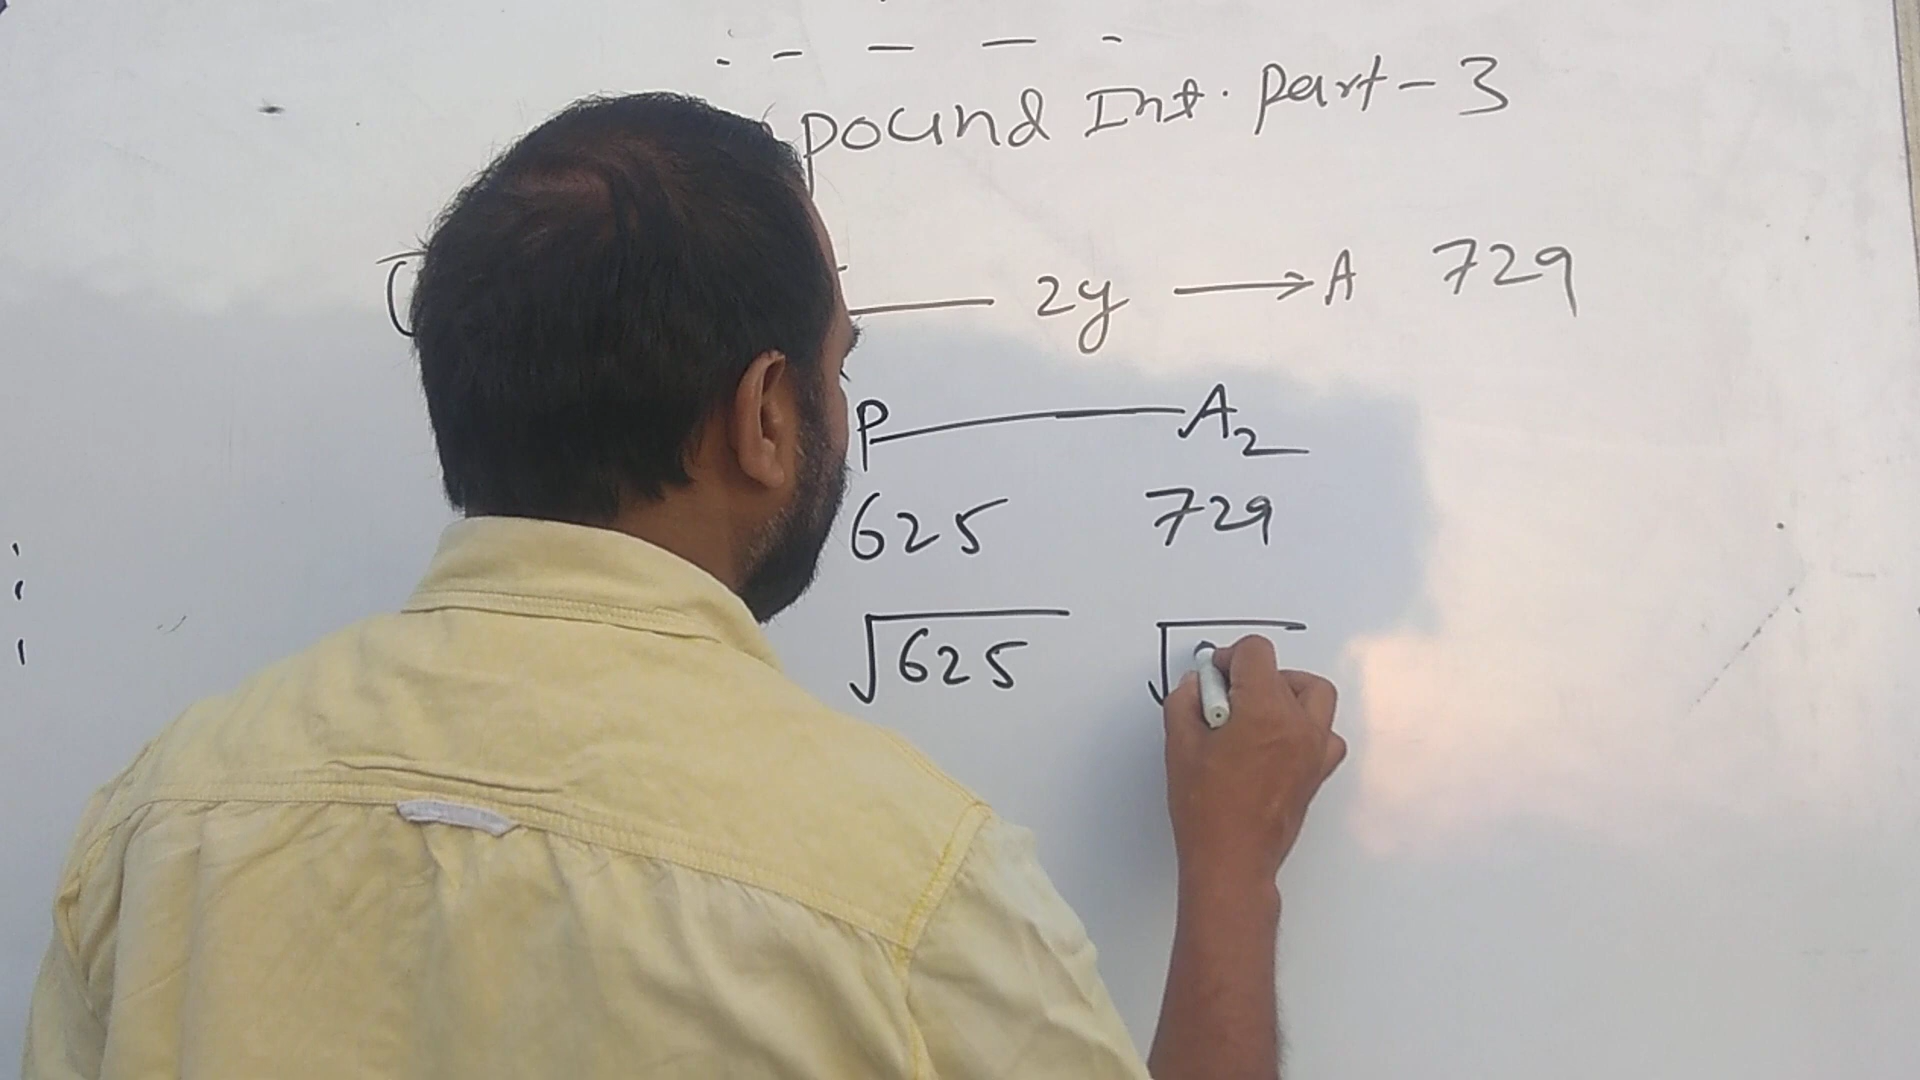 pound Int. Part - 3
2y → A 729
P — A2
625 729
√625 √